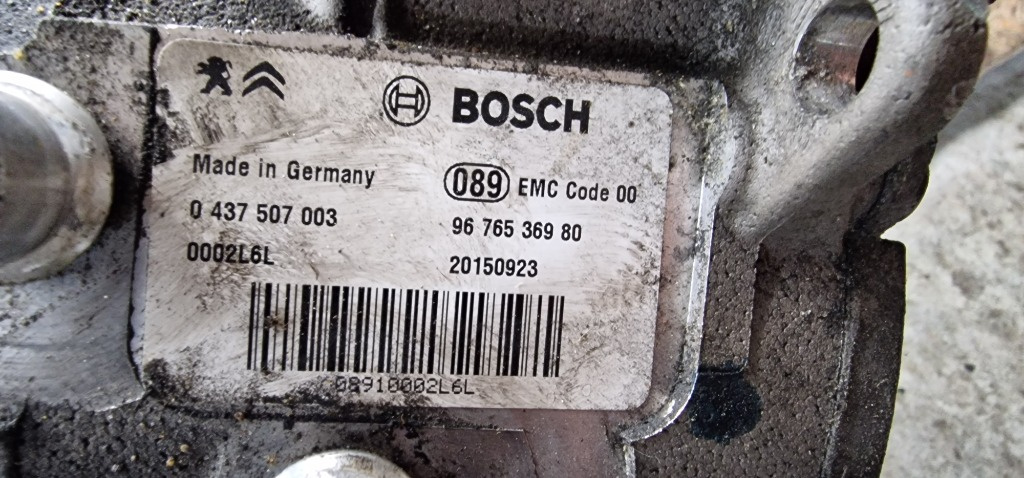 BOSCH
Made in Germany
089 EMC Code 00
0 437 507 003
96 765 369 80
0002L6L
20150923
08910002L6L